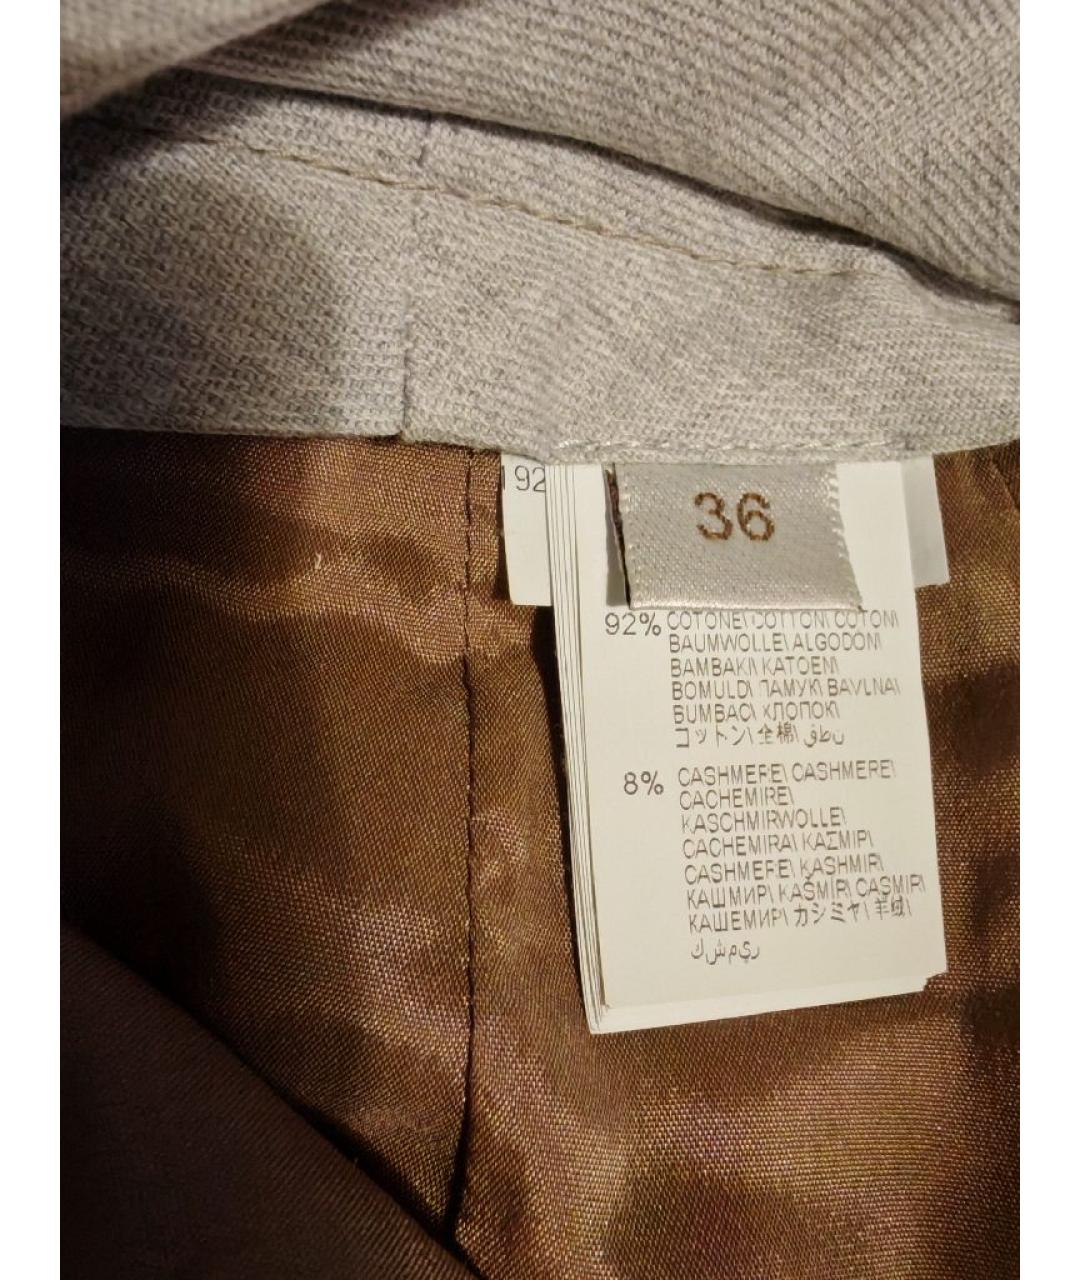 92
36
92% COTONE\ COTTON\ COTON\
BAUMWOLLE\ ALGODON\
BAMBAKI\ KATOEN\
BOMULD\ ПАМУК\ BAVLNA\
BUMBAC\ ХЛОПОК\
コットン\ 全棉\ قطن
8% CASHMERE\ CASHMERE\
CACHEMIRE\
KASCHMIRWOLLE\
CACHEMIRA\ ΚΑΣΜΙΡ\
CASHMERE\ KASHMIR\
КАШМИР\ KAŠMIR\ CAŞMIR\
КАШЕМИР\ カシミヤ\ 羊绒\
كشمير